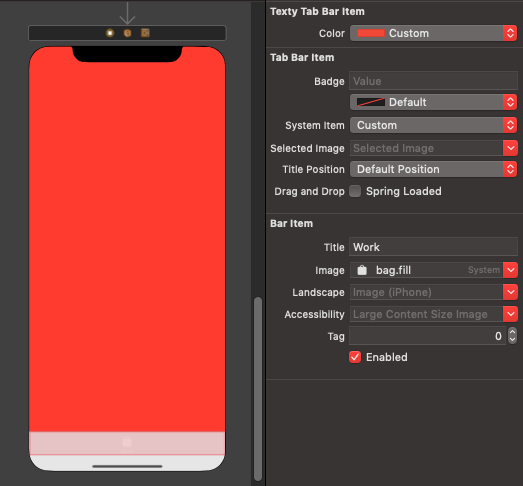 Texty Tab Bar Item
Color Custom
Tab Bar Item
Badge Value
Default
System Item Custom
Selected Image Selected Image
Title Position Default Position
Drag and Drop Spring Loaded
Bar Item
Title Work
Image bag.fill System
Landscape Image (iPhone)
Accessibility Large Content Size Image
Tag 0
Enabled